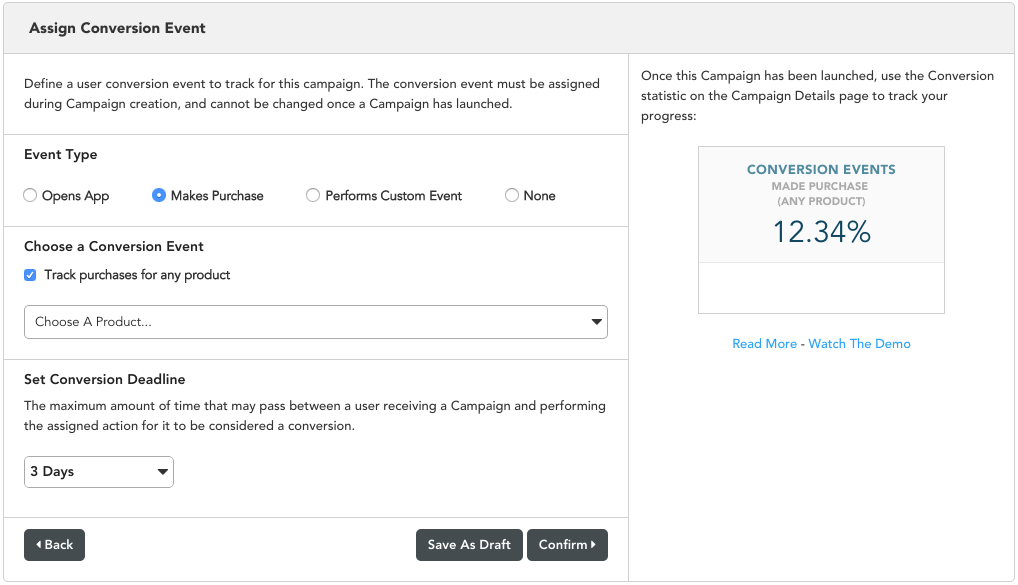 Assign Conversion Event
Define a user conversion event to track for this campaign. The conversion event must be assigned
during Campaign creation, and cannot be changed once a Campaign has launched.
Event Type
Opens App
Makes Purchase
Performs Custom Event
None
Choose a Conversion Event
Track purchases for any product
Choose A Product...
Set Conversion Deadline
The maximum amount of time that may pass between a user receiving a Campaign and performing
the assigned action for it to be considered a conversion.
3 Days
Back
Save As Draft
Confirm
Once this Campaign has been launched, use the Conversion
statistic on the Campaign Details page to track your
progress:
CONVERSION EVENTS
MADE PURCHASE
(ANY PRODUCT)
12.34%
Read More - Watch The Demo